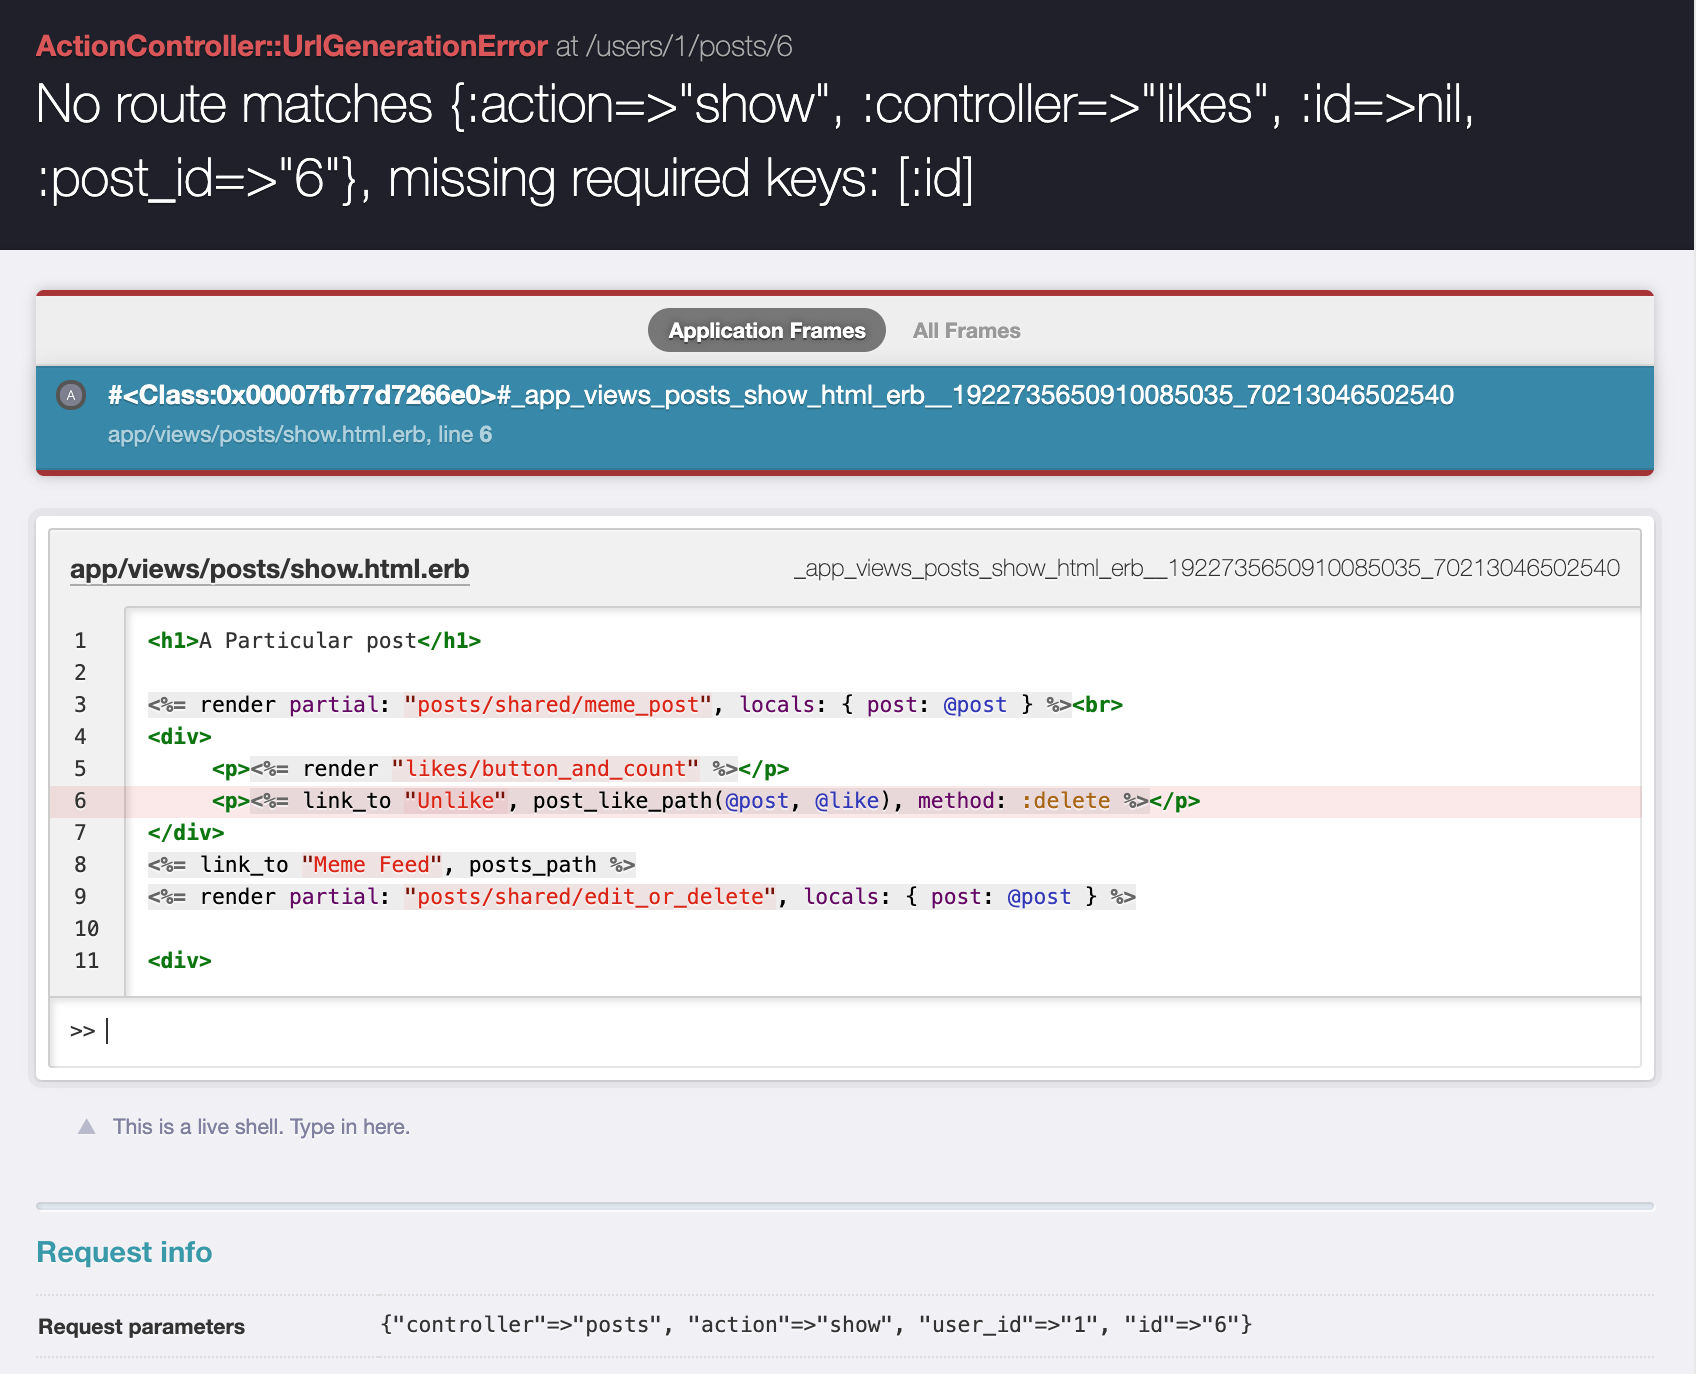 ActionController::UrlGenerationError at /users/1/posts/6
No route matches {:action=>"show", :controller=>"likes", :id=>nil,
:post_id=>"6"}, missing required keys: [:id]
Application Frames All Frames
A #<Class:0x00007fb77d7266e0>#_app_views_posts_show_html_erb__1922735650910085035_70213046502540
app/views/posts/show.html.erb, line 6
app/views/posts/show.html.erb _app_views_posts_show_html_erb__1922735650910085035_70213046502540
1 <h1>A Particular post</h1>
2
3 <%= render partial: "posts/shared/meme_post", locals: { post: @post } %><br>
4 <div>
5 <p><%= render "likes/button_and_count" %></p>
6 <p><%= link_to "Unlike", post_like_path(@post, @like), method: :delete %></p>
7 </div>
8 <%= link_to "Meme Feed", posts_path %>
9 <%= render partial: "posts/shared/edit_or_delete", locals: { post: @post } %>
10
11 <div>
>>
This is a live shell. Type in here.
Request info
Request parameters {"controller"=>"posts", "action"=>"show", "user_id"=>"1", "id"=>"6"}